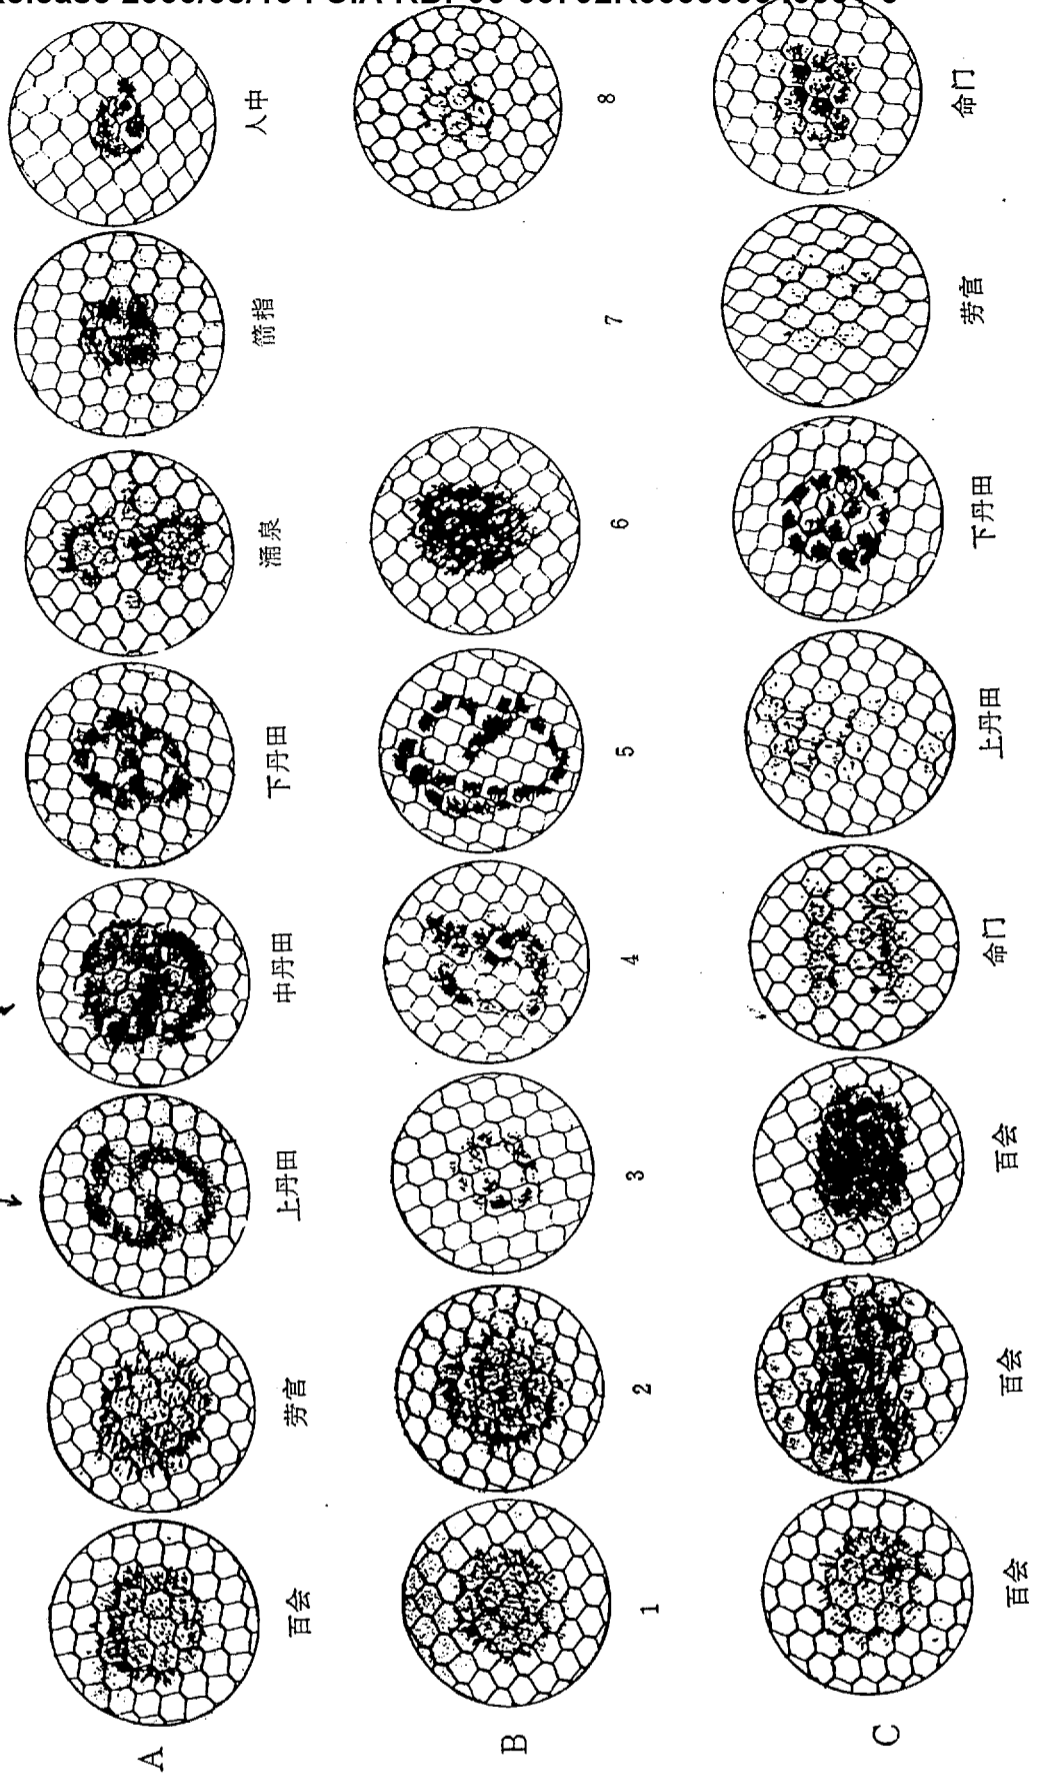 A
百会 劳宫 上丹田 中丹田 下丹田 涌泉 箭指 人中
B
1 2 3 4 5 6 7 8
C
百会 百会 百会 命门 上丹田 下丹田 劳宫 命门